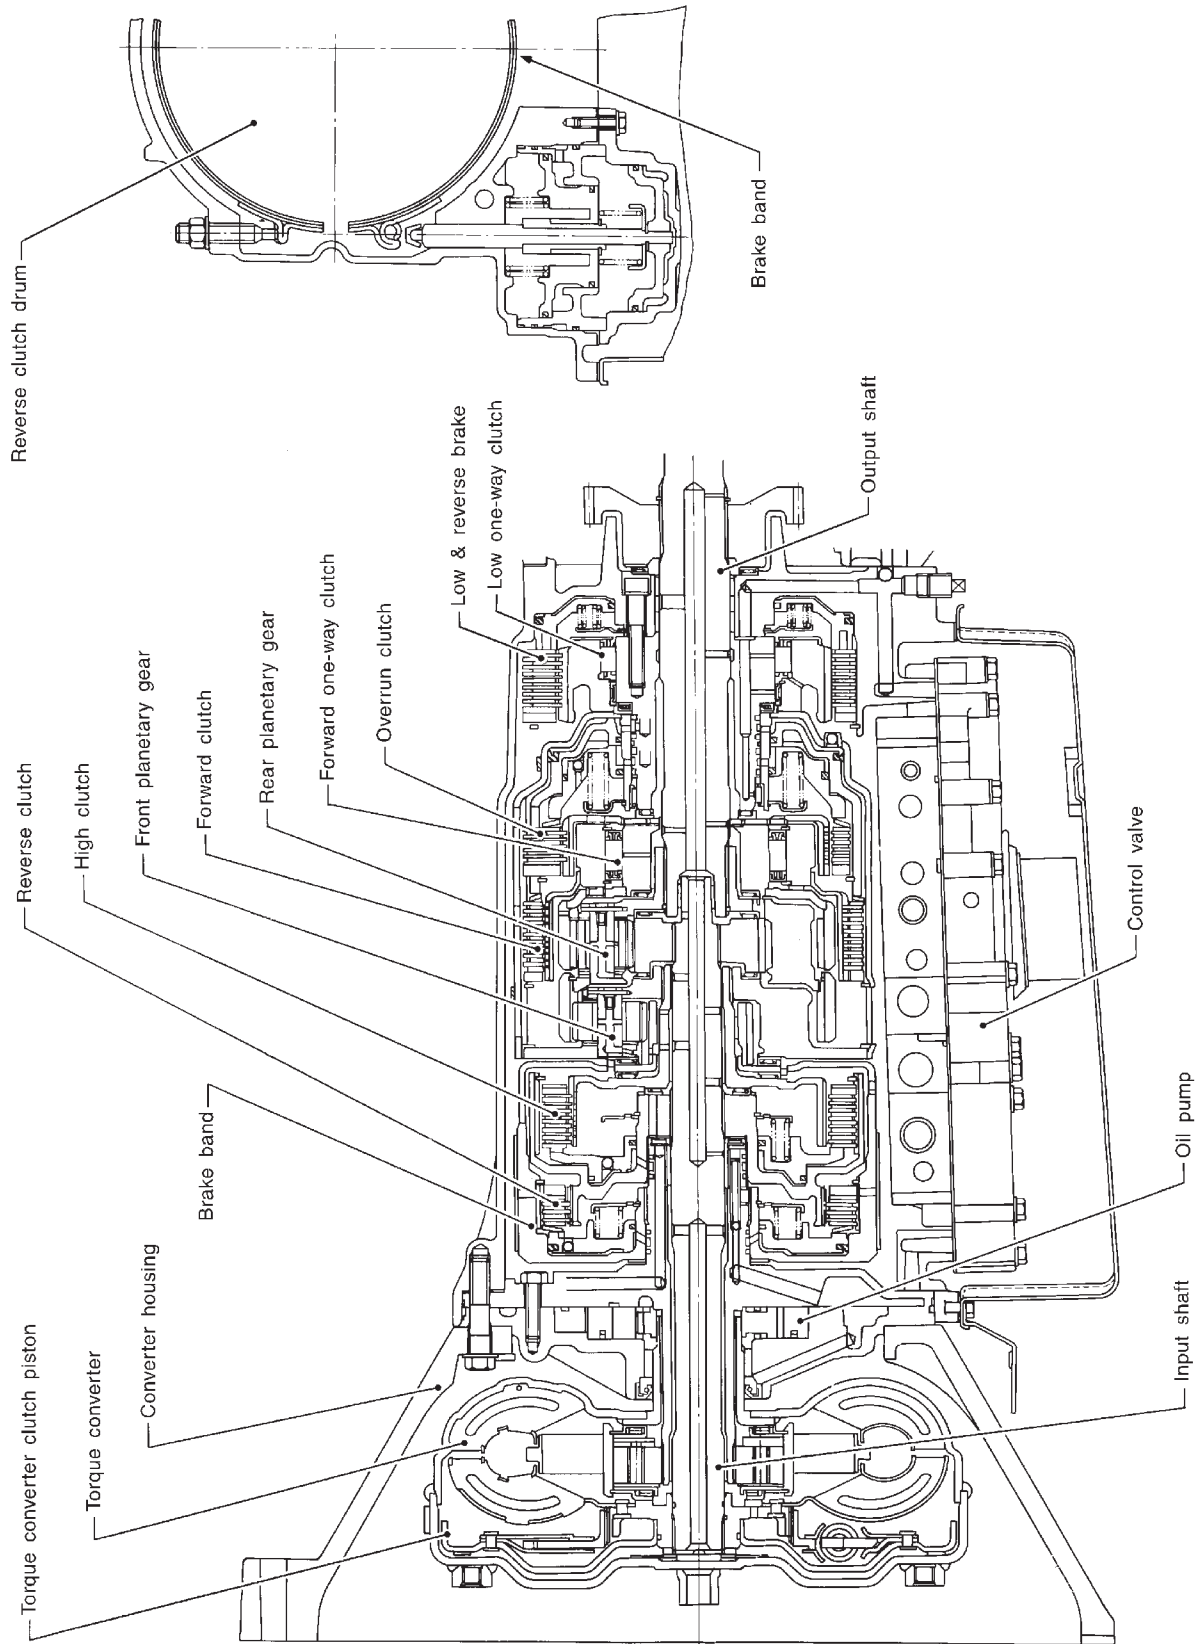 Torque converter clutch piston
Torque converter
Converter housing
Brake band
Reverse clutch
High clutch
Front planetary gear
Forward clutch
Rear planetary gear
Forward one-way clutch
Overrun clutch
Low & reverse brake
Low one-way clutch
Reverse clutch drum
Brake band
Output shaft
Control valve
Oil pump
Input shaft